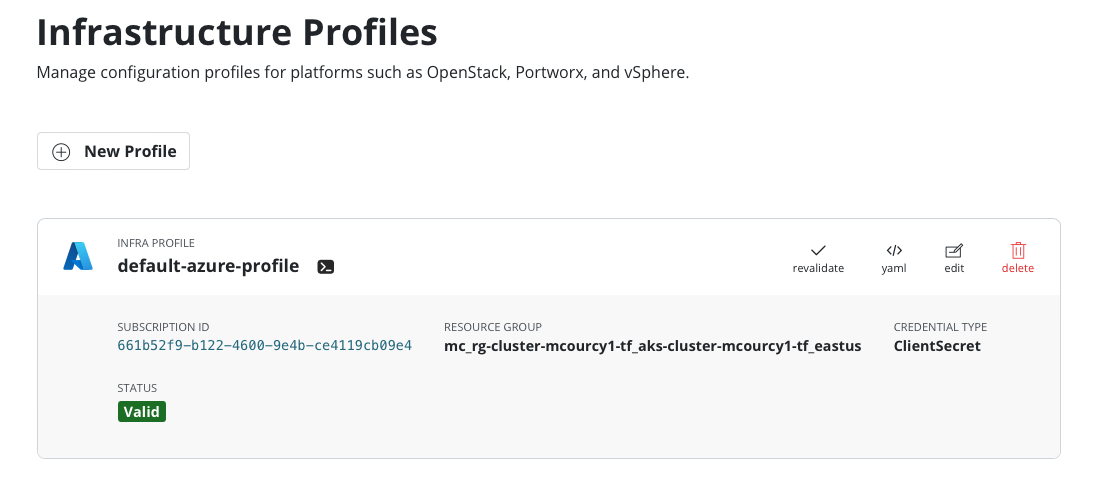 Infrastructure Profiles
Manage configuration profiles for platforms such as OpenStack, Portworx, and vSphere.
New Profile
INFRA PROFILE
default-azure-profile
revalidate
yaml
edit
delete
SUBSCRIPTION ID
661b52f9-b122-4600-9e4b-ce4119cb09e4
RESOURCE GROUP
mc_rg-cluster-mcourcy1-tf_aks-cluster-mcourcy1-tf_eastus
CREDENTIAL TYPE
ClientSecret
STATUS
Valid